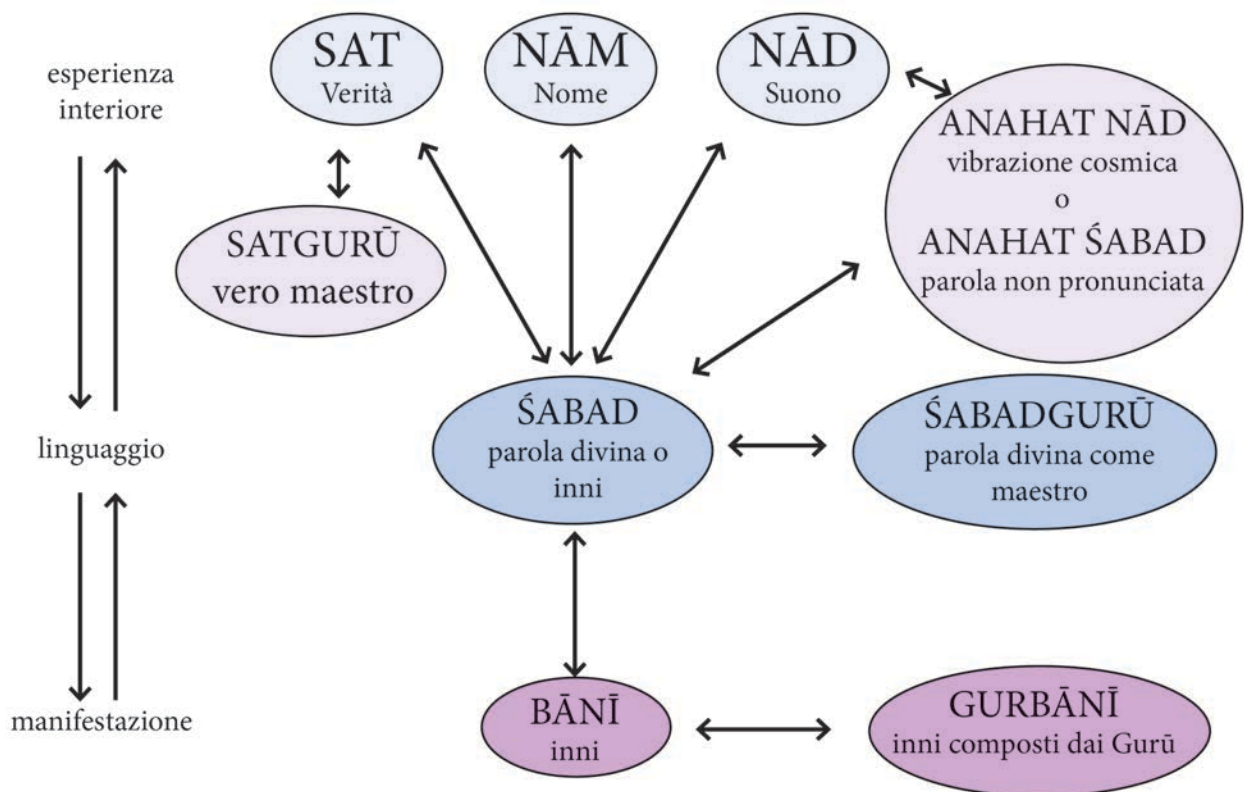 esperienza
interiore
SAT
Verità
NĀM
Nome
NĀD
Suono
ANAHAT NĀD
vibrazione cosmica
o
ANAHAT ŚABAD
parola non pronunciata
SATGURŪ
vero maestro
linguaggio
ŚABAD
parola divina o
inni
ŚABADGURŪ
parola divina come
maestro
manifestazione
BĀNĪ
inni
GURBĀNĪ
inni composti dai Gurū